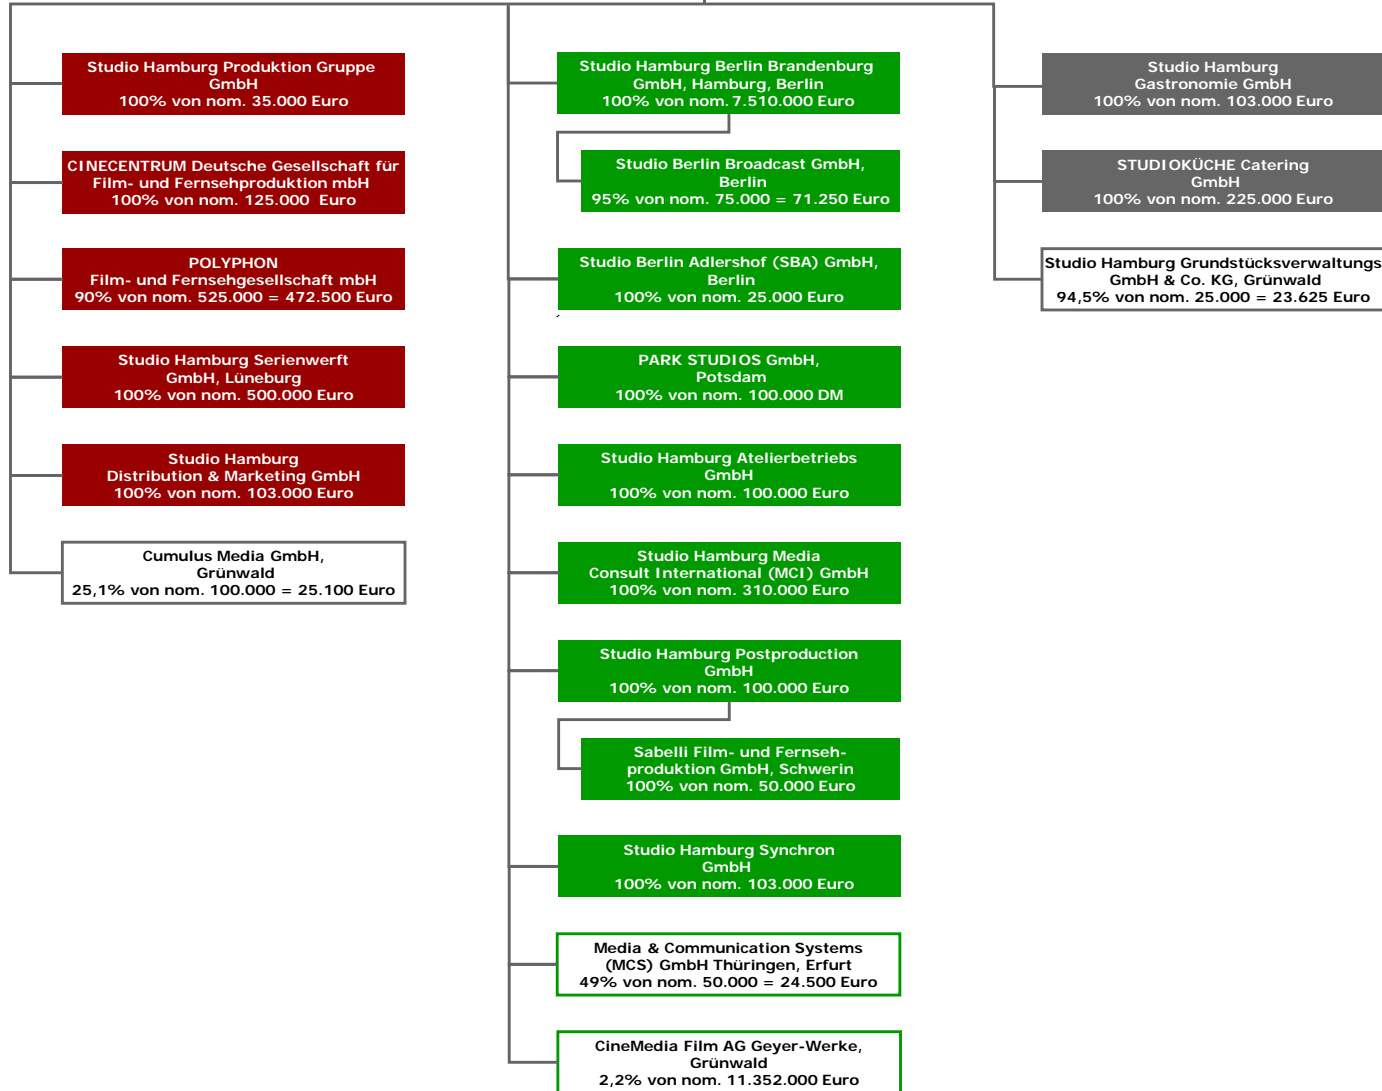 Studio Hamburg Produktion Gruppe
GmbH
100% von nom. 35.000 Euro
CINECENTRUM Deutsche Gesellschaft für
Film- und Fernsehproduktion mbH
100% von nom. 125.000  Euro
POLYPHON
Film- und Fernsehgesellschaft mbH
90% von nom. 525.000 = 472.500 Euro
Studio Hamburg Serienwerft
GmbH, Lüneburg
100% von nom. 500.000 Euro
Studio Hamburg
Distribution & Marketing GmbH
100% von nom. 103.000 Euro
Cumulus Media GmbH,
Grünwald
25,1% von nom. 100.000 = 25.100 Euro
Studio Hamburg Berlin Brandenburg
GmbH, Hamburg, Berlin
100% von nom. 7.510.000 Euro
Studio Berlin Broadcast GmbH,
Berlin
95% von nom. 75.000 = 71.250 Euro
Studio Berlin Adlershof (SBA) GmbH,
Berlin
100% von nom. 25.000 Euro
PARK STUDIOS GmbH,
Potsdam
100% von nom. 100.000 DM
Studio Hamburg Atelierbetriebs
GmbH
100% von nom. 100.000 Euro
Studio Hamburg Media
Consult International (MCI) GmbH
100% von nom. 310.000 Euro
Studio Hamburg Postproduction
GmbH
100% von nom. 100.000 Euro
Sabelli Film- und Fernseh-
produktion GmbH, Schwerin
100% von nom. 50.000 Euro
Studio Hamburg Synchron
GmbH
100% von nom. 103.000 Euro
Media & Communication Systems
(MCS) GmbH Thüringen, Erfurt
49% von nom. 50.000 = 24.500 Euro
CineMedia Film AG Geyer-Werke,
Grünwald
2,2% von nom. 11.352.000 Euro
Studio Hamburg
Gastronomie GmbH
100% von nom. 103.000 Euro
STUDIOKÜCHE Catering
GmbH
100% von nom. 225.000 Euro
Studio Hamburg Grundstücksverwaltungs
GmbH & Co. KG, Grünwald
94,5% von nom. 25.000 = 23.625 Euro